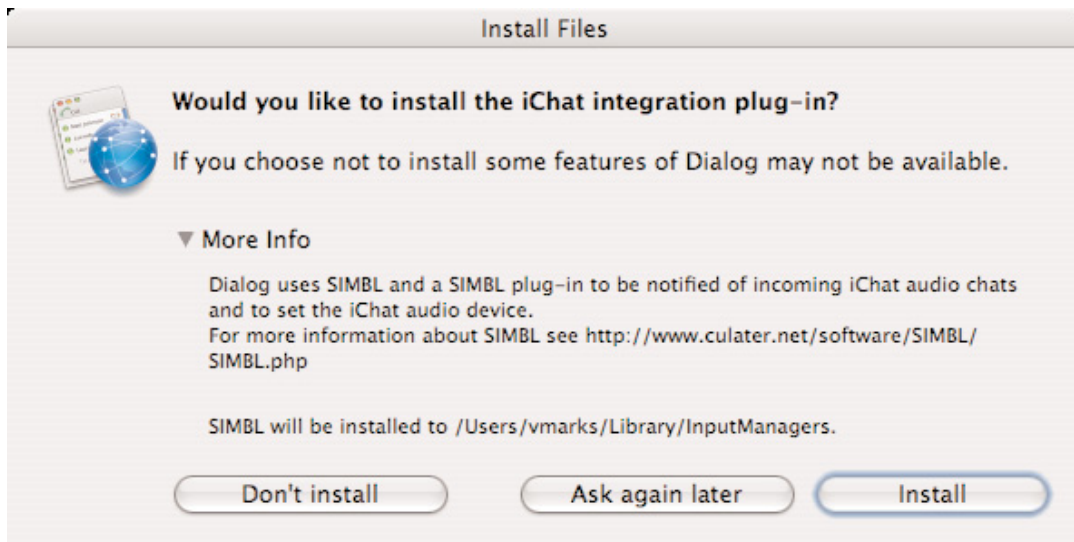 Install Files
Would you like to install the iChat integration plug-in?
If you choose not to install some features of Dialog may not be available.
More Info
Dialog uses SIMBL and a SIMBL plug-in to be notified of incoming iChat audio chats
and to set the iChat audio device.
For more information about SIMBL see http://www.culater.net/software/SIMBL/
SIMBL.php
SIMBL will be installed to /Users/vmarks/Library/InputManagers.
Don't install
Ask again later
Install